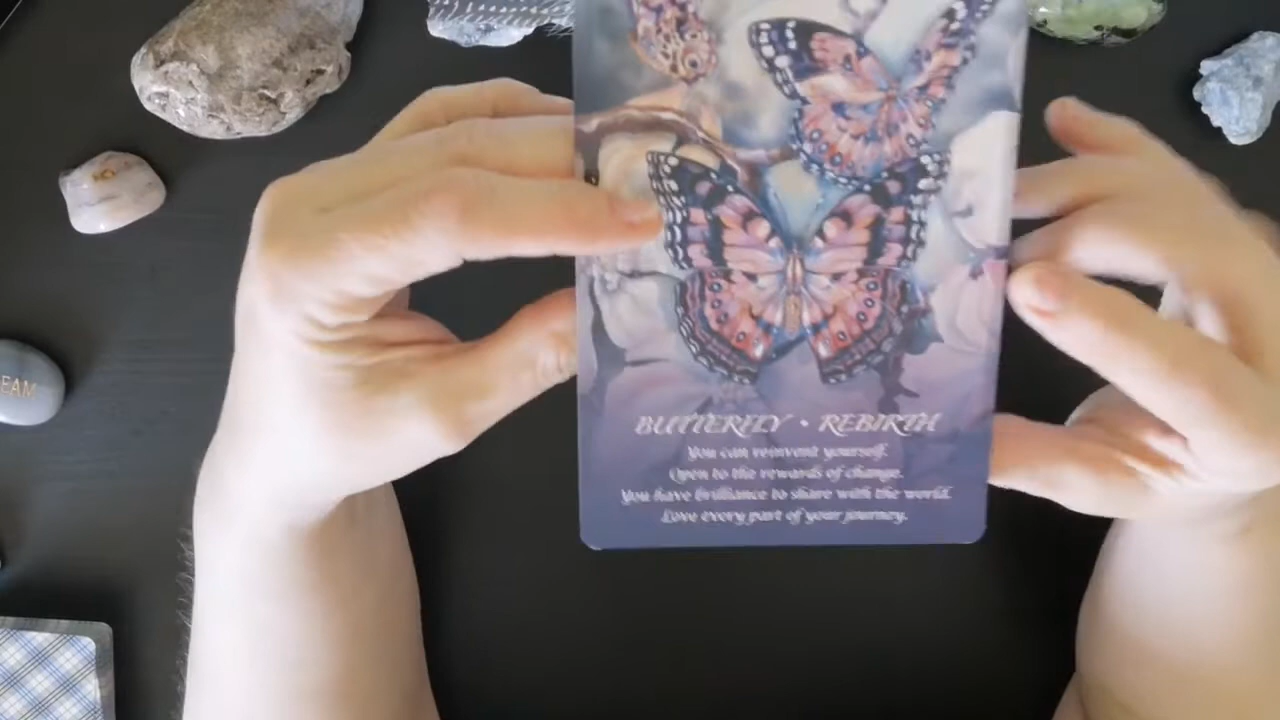 BUTTERFLY • REBIRTH
You can reinvent yourself.
Open to the rewards of change.
You have brilliance to share with the world.
Love every part of your journey.
EAM